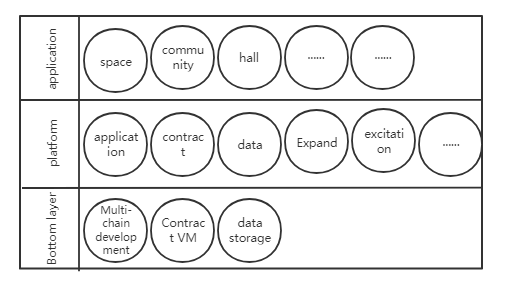 application
space
commu
nity
hall
......
......
platform
applicat
ion
contrac
t
data
Expand
excitati
on
......
Bottom layer
Multi-
chain
develop
ment
Contrac
t VM
data
storage